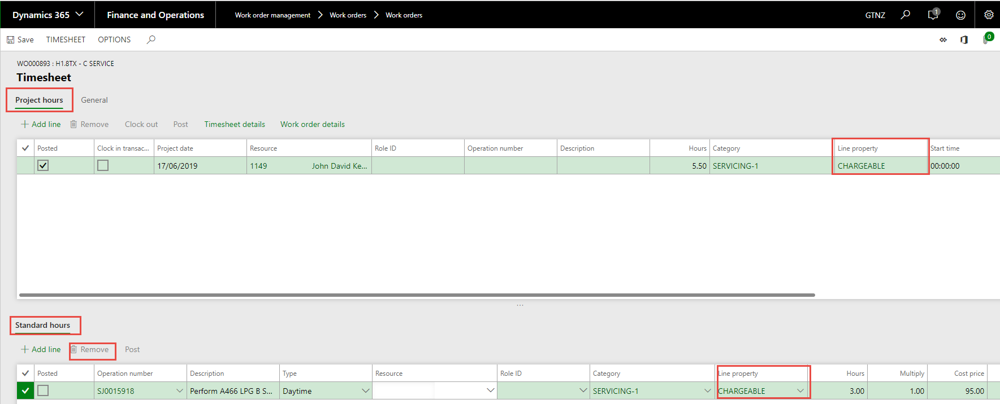 Dynamics 365 Finance and Operations Work order management Work orders Work orders GTNZ 1
Save TIMESHEET OPTIONS 0
WO000893 : H1.8TX - C SERVICE
Timesheet
Project hours General
Add line Remove Clock out Post Timesheet details Work order details
Posted Clock in transac... Project date Resource Role ID Operation number Description Hours Category Line property Start time
17/06/2019 1149 John David Ke... 5.50 SERVICING-1 CHARGEABLE 00:00:00
...
Standard hours
Add line Remove Post
Posted Operation number Description Type Resource Role ID Category Line property Hours Multiply Cost price
SJ0015918 Perform A466 LPG B S... Daytime SERVICING-1 CHARGEABLE 3.00 1.00 95.00